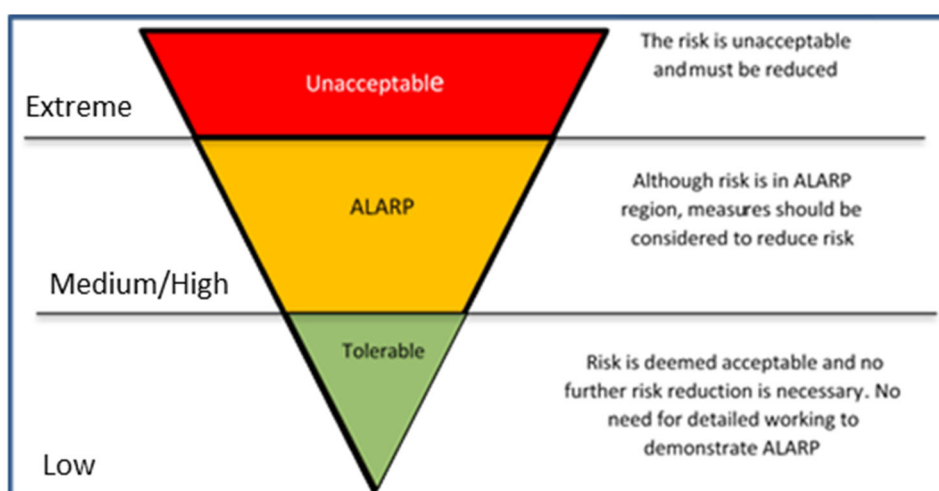 The risk is unacceptable
and must be reduced
Unacceptable
Extreme
Although risk is in ALARP
region, measures should be
considered to reduce risk
ALARP
Medium/High
Tolerable
Risk is deemed acceptable and no
further risk reduction is necessary. No
need for detailed working to
demonstrate ALARP
Low